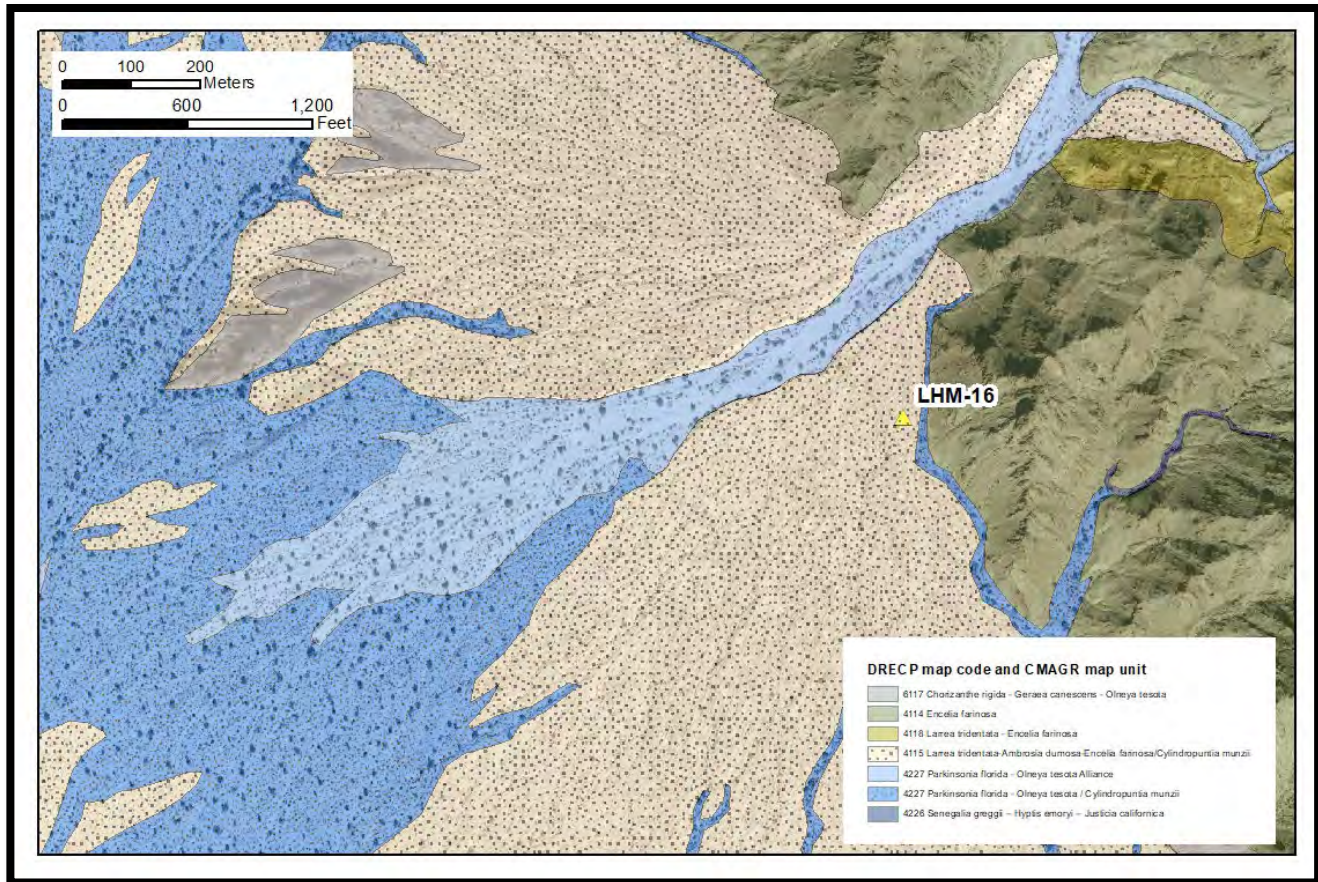 0 100 200
Meters
0 600 1,200
Feet
LHM-16
DRECP map code and CMAGR map unit
6117 Chorizanthe rigida - Geraea canescens - Olneya tesota
4114 Encelia farinosa
4118 Larrea tridentata - Encelia farinosa
4115 Larrea tridentata-Ambrosia dumosa-Encelia farinosa/Cylindropuntia munzii
4227 Parkinsonia florida - Olneya tesota Alliance
4227 Parkinsonia florida - Olneya tesota / Cylindropuntia munzii
4226 Senegalia greggii – Hyptis emoryi – Justicia californica